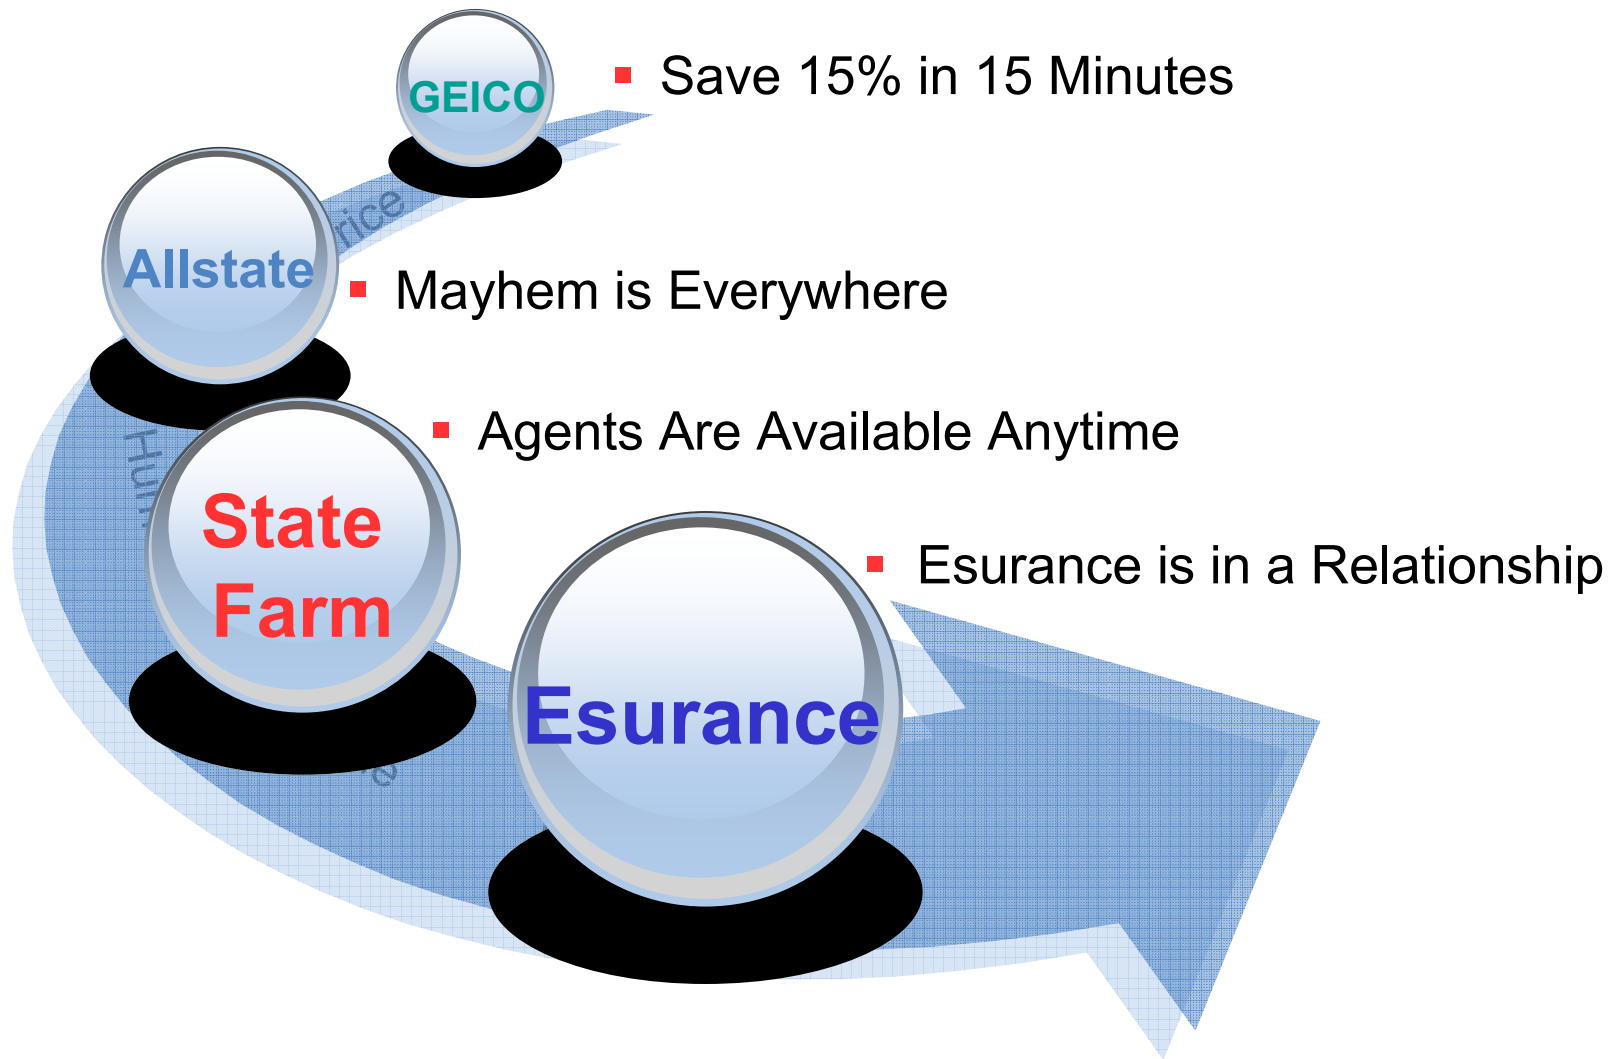 GEICO
Save 15% in 15 Minutes
Allstate
Mayhem is Everywhere
Agents Are Available Anytime
State
Farm
Esurance is in a Relationship
Esurance